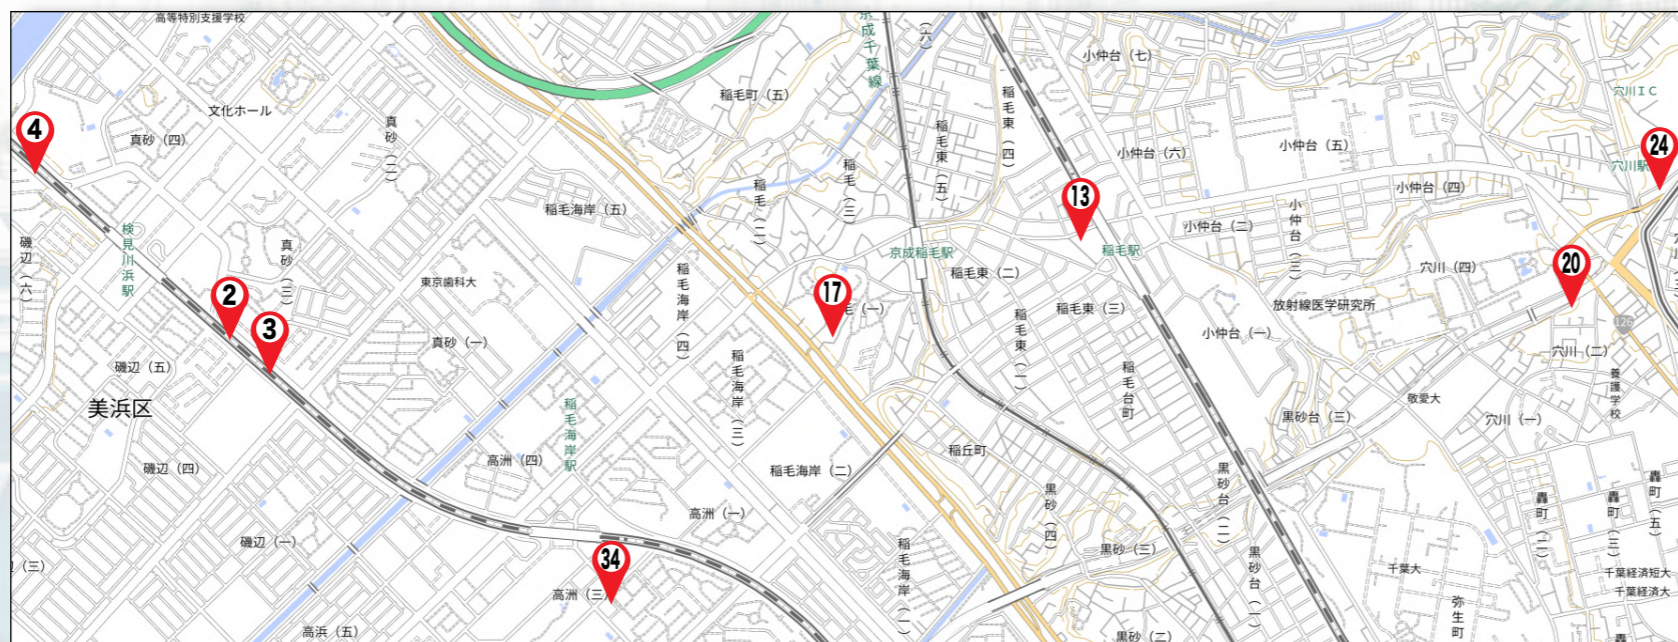 高等特別支援学校
文化ホール
真砂（四）
真砂（二）
4
検見川浜駅
磯辺（六）
真砂（三）
2
3
東京歯科大
真砂（一）
磯辺（五）
美浜区
磯辺（四）
磯辺（一）
（三）
高浜（五）
高洲（四）
稲毛海岸駅
34
高洲（三）
高洲（一）
稲毛海岸（五）
稲毛海岸（四）
稲毛海岸（三）
稲毛海岸（二）
稲毛海岸（一）
稲毛町（五）
京成千葉線
（六）
稲毛（二）
稲毛（三）
17
毛（一）
稲毛東（五）
稲毛東（四）
京成稲毛駅
稲毛東（二）
稲毛東（一）
稲毛東（三）
稲毛台町
稲丘町
黒砂（四）
黒砂（三）
黒砂（二）
黒砂台（二）
黒砂台（一）
黒砂台（三）
13
稲毛駅
小仲台（七）
小仲台（六）
小仲台（五）
小仲台（四）
小仲台（二）
小仲台（三）
小仲台（一）
放射線医学研究所
穴川（四）
20
穴川ＩＣ
穴川駅
24
126
穴川（二）
養護学校
敬愛大
穴川（一）
轟町（二）
轟町（三）
轟町（五）
千葉大
千葉経済短大
千葉経済大
弥生町
轟